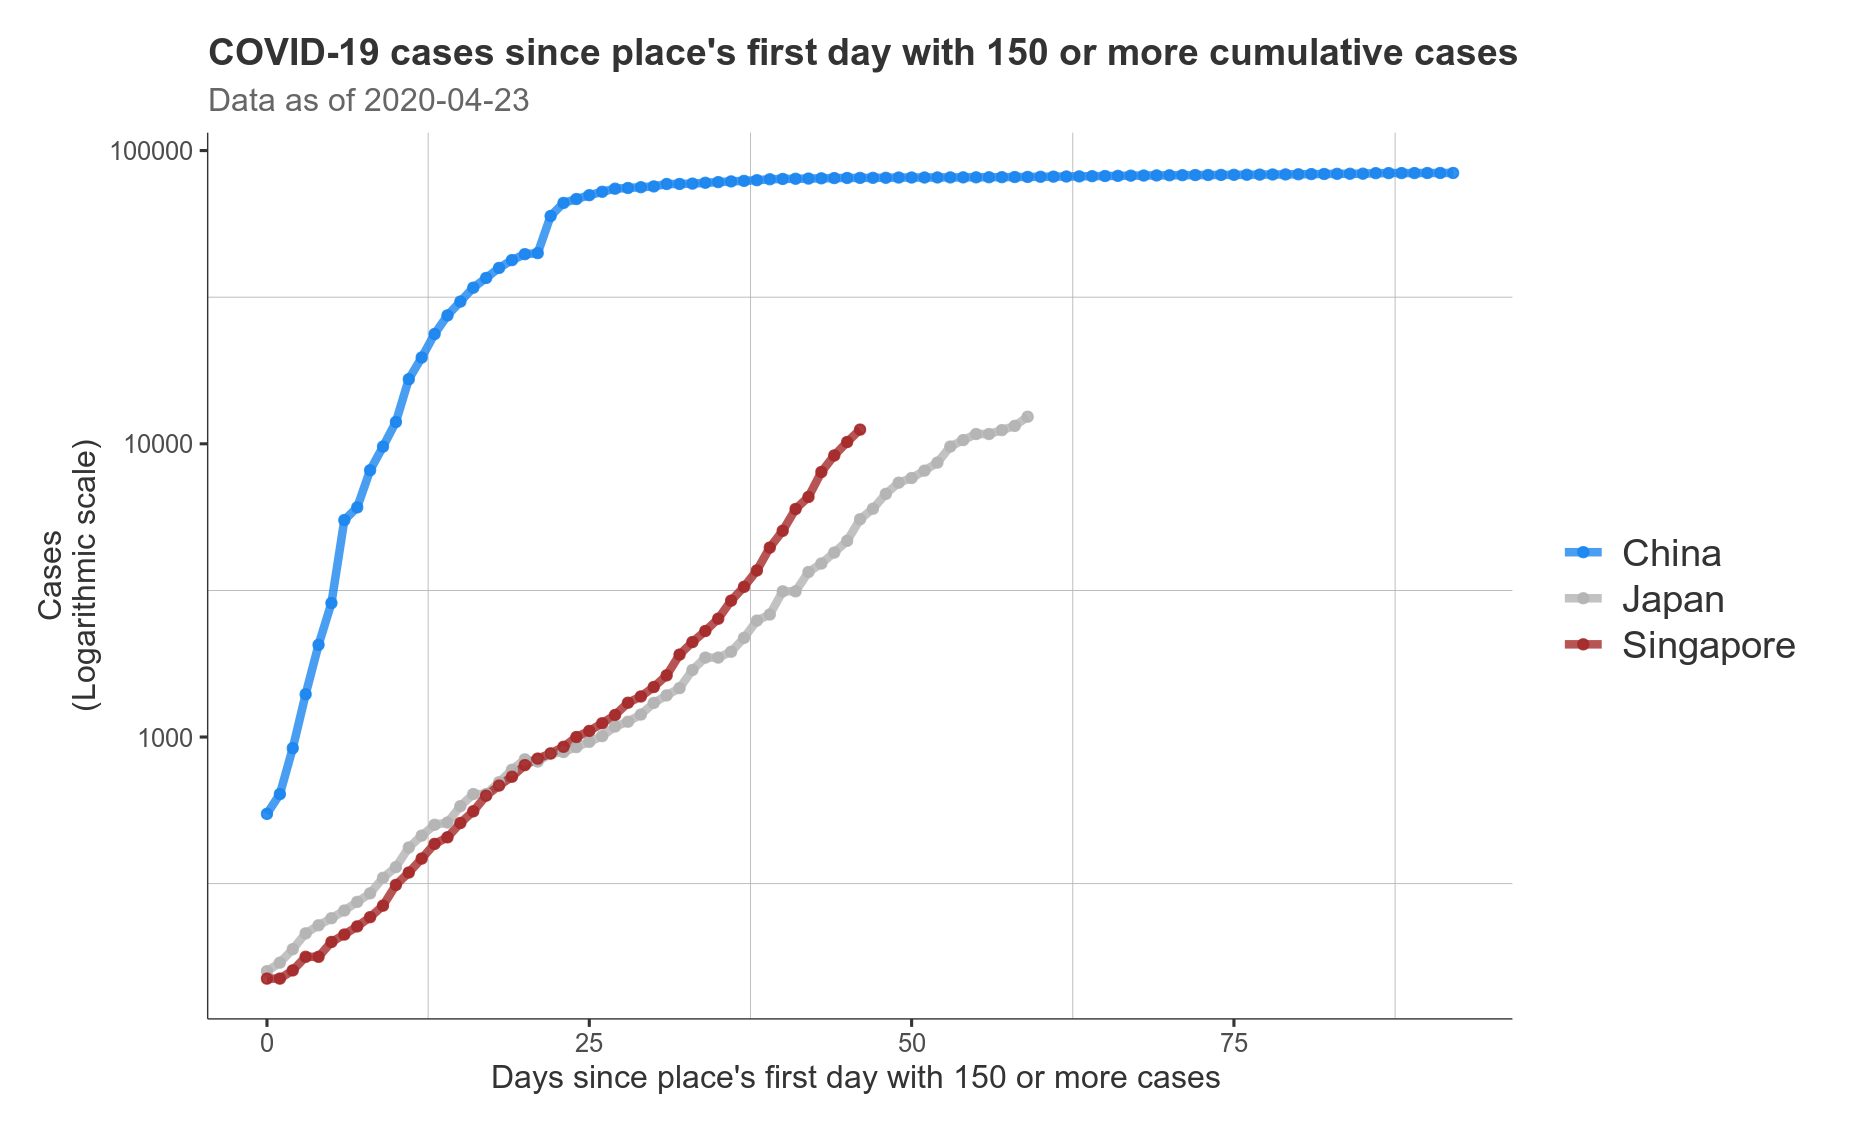 COVID-19 cases since place's first day with 150 or more cumulative cases
Data as of 2020-04-23
100000
10000
1000
Cases
(Logarithmic scale)
0
25
50
75
Days since place's first day with 150 or more cases
China
Japan
Singapore